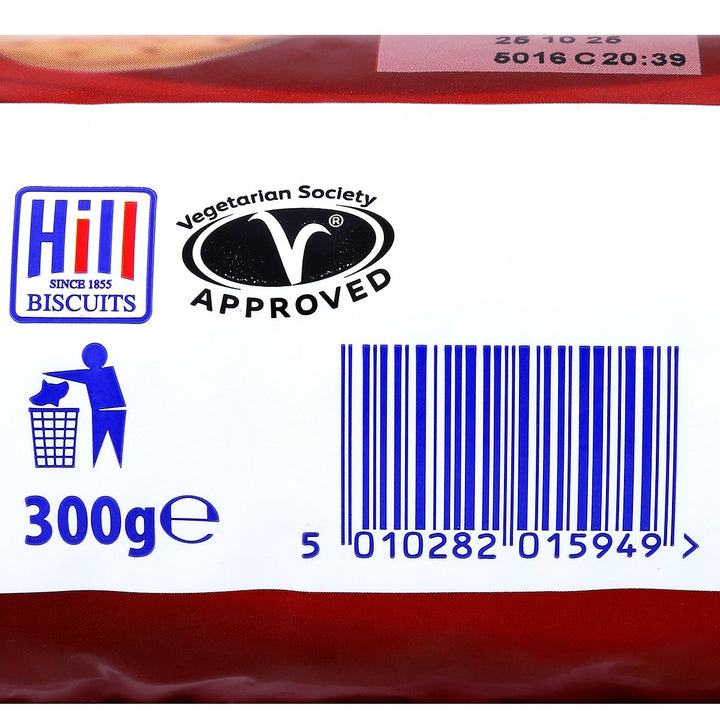 25 10 25
5016 C 20:39
Hill
SINCE 1855
BISCUITS
Vegetarian Society
V®
APPROVED
300g℮
5 010282 015949 >